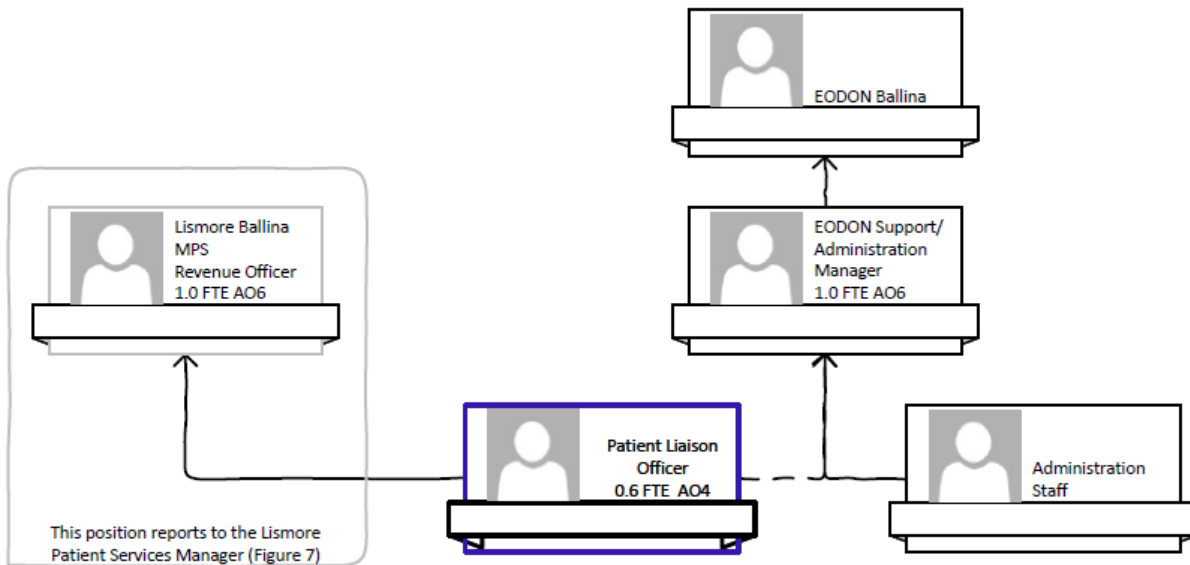 EODON Ballina
Lismore Ballina
MPS
Revenue Officer
1.0 FTE AO6
EODON Support/
Administration
Manager
1.0 FTE AO6
Patient Liaison
Officer
0.6 FTE AO4
Administration
Staff
This position reports to the Lismore
Patient Services Manager (Figure 7)